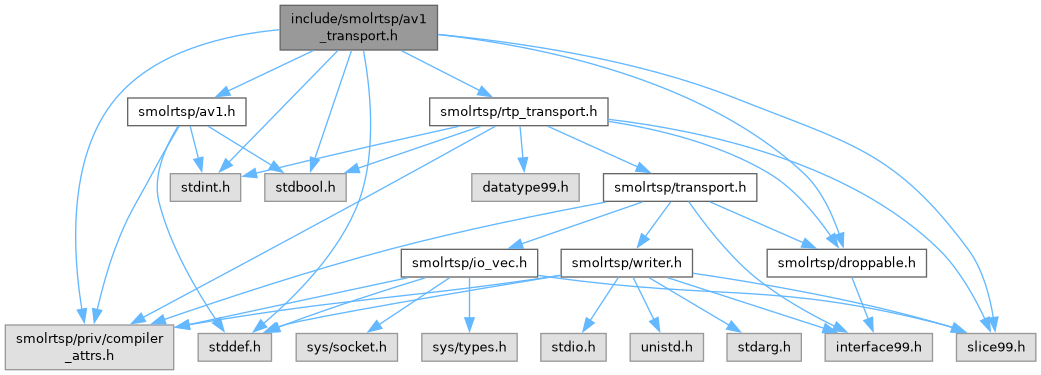 include/smolrtsp/av1
_transport.h
smolrtsp/av1.h
smolrtsp/rtp_transport.h
stdint.h
stdbool.h
datatype99.h
smolrtsp/transport.h
smolrtsp/io_vec.h
smolrtsp/writer.h
smolrtsp/droppable.h
smolrtsp/priv/compiler
_attrs.h
stddef.h
sys/socket.h
sys/types.h
stdio.h
unistd.h
stdarg.h
interface99.h
slice99.h